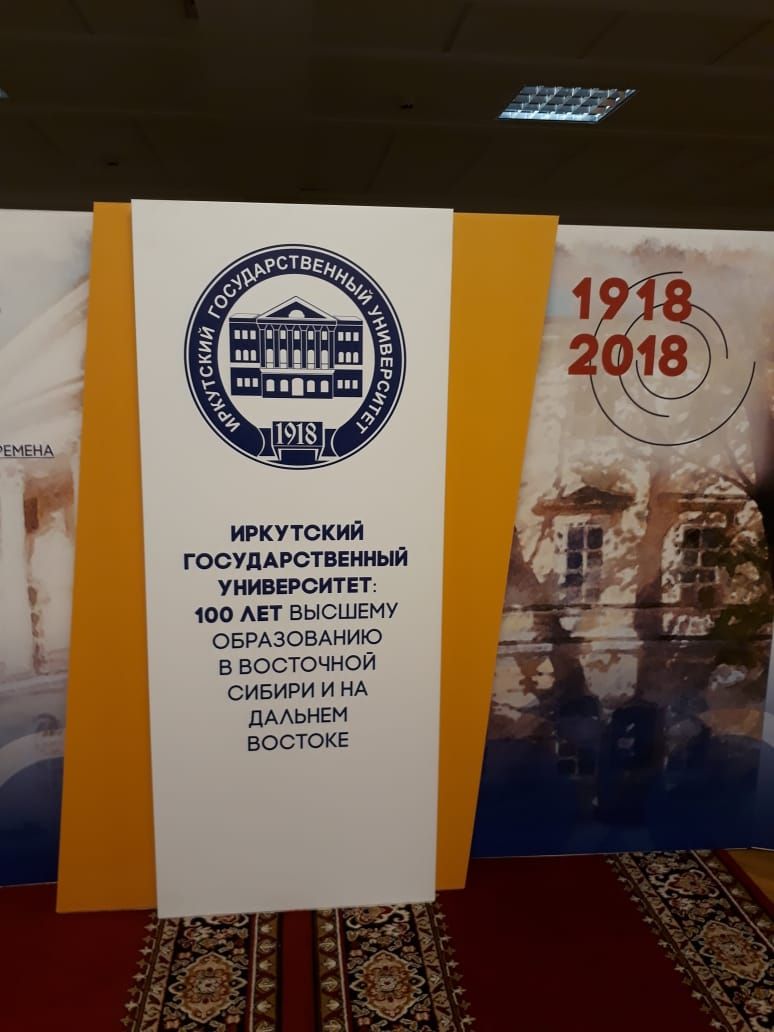 ИРКУТСКИЙ ГОСУДАРСТВЕННЫЙ УНИВЕРСИТЕТ
1918
ИРКУТСКИЙ
ГОСУДАРСТВЕННЫЙ
УНИВЕРСИТЕТ:
100 ЛЕТ ВЫСШЕМУ
ОБРАЗОВАНИЮ
В ВОСТОЧНОЙ
СИБИРИ И НА
ДАЛЬНЕМ
ВОСТОКЕ
1918
2018